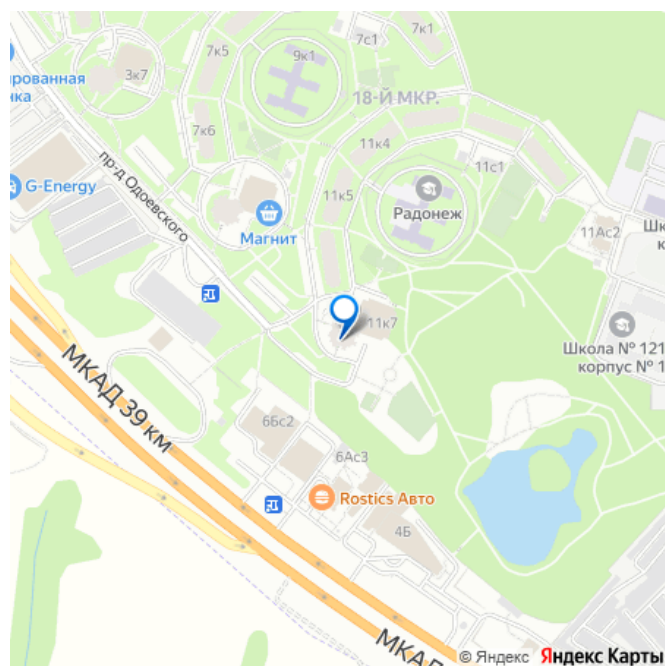 7к5
9к1
7с1
7к1
ированная
нка
3к7
18-Й МКР.
7к6
11к4
11с1
пр-д Одоевского
G-Energy
11к5
Радонеж
Магнит
11Ас2
Шк
к
11к7
Школа № 121
корпус № 1
МКАД 39 км
6Бс2
6Ас3
Rostics Авто
4Б
МКАД
© Яндекс Яндекс Карты